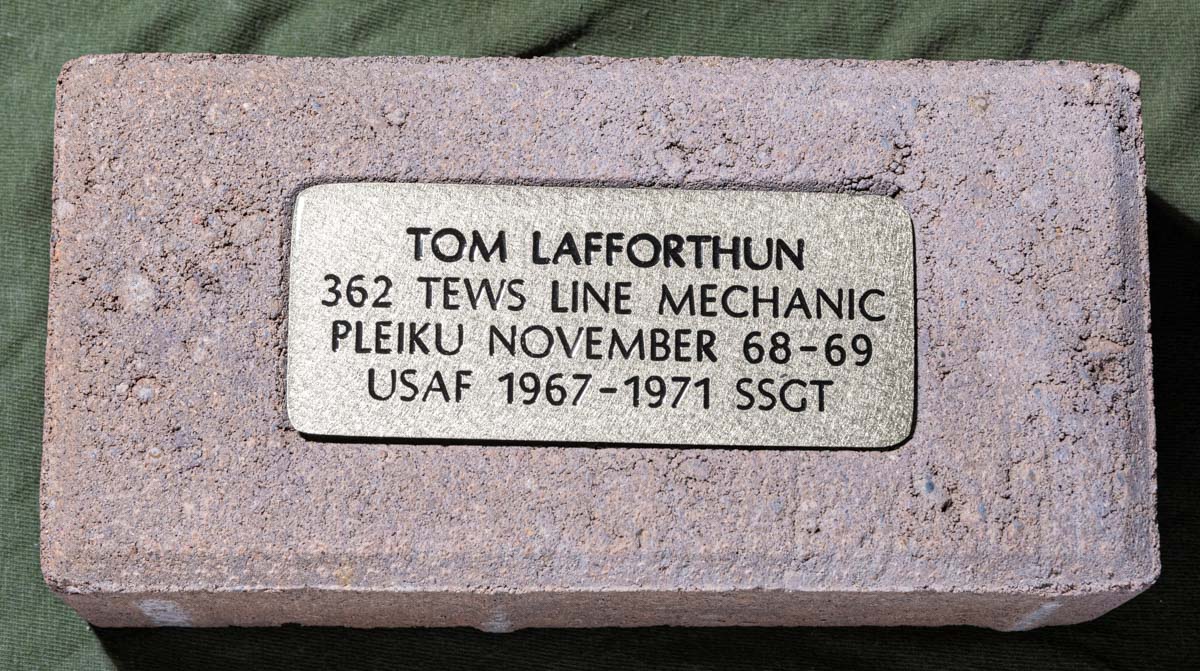 TOM LAFFORTHUN
362 TEWS LINE MECHANIC
PLEIKU NOVEMBER 68-69
USAF 1967-1971 SSGT